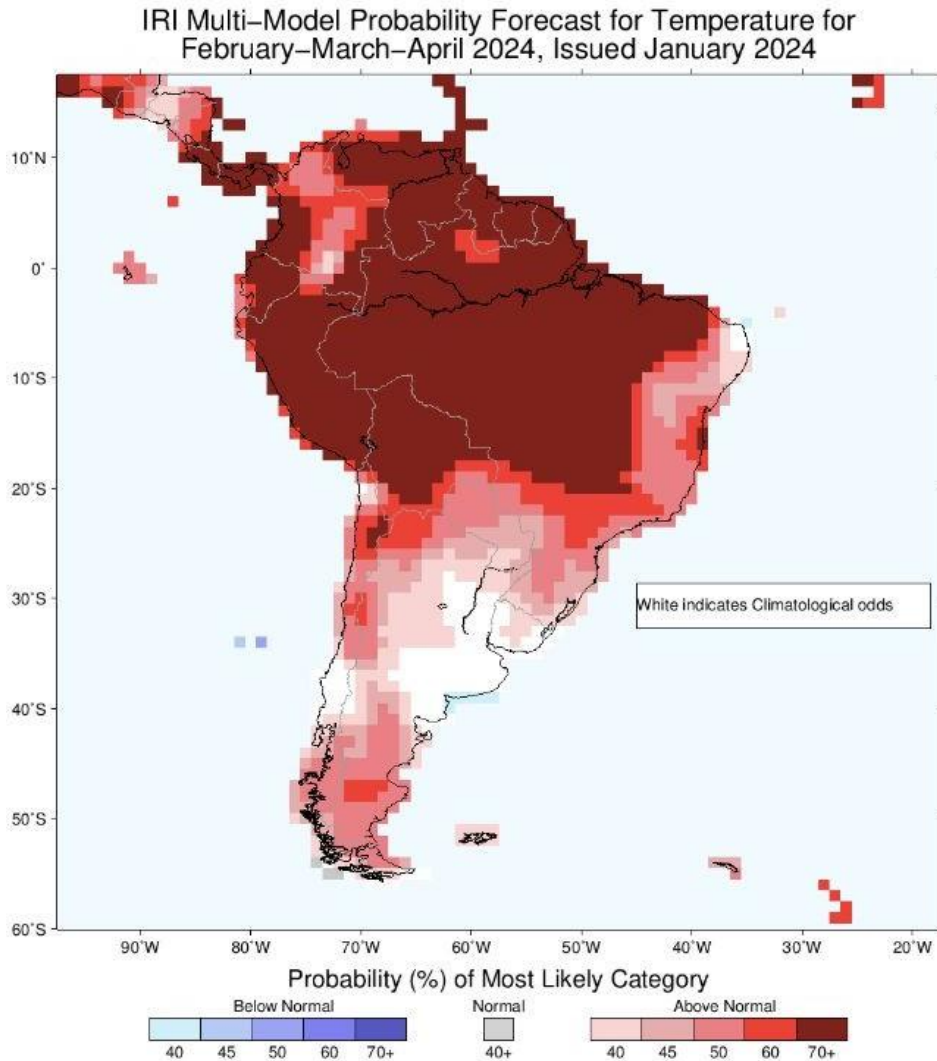 IRI Multi-Model Probability Forecast for Temperature for
February-March-April 2024, Issued January 2024
10˚N
0˚
10˚S
20˚S
30˚S
White indicates Climatological odds
40˚S
50˚S
60˚S
90˚W 80˚W 70˚W 60˚W 50˚W 40˚W 30˚W 20˚W
Probability (%) of Most Likely Category
Below Normal Normal Above Normal
40 45 50 60 70+ 40+ 40 45 50 60 70+